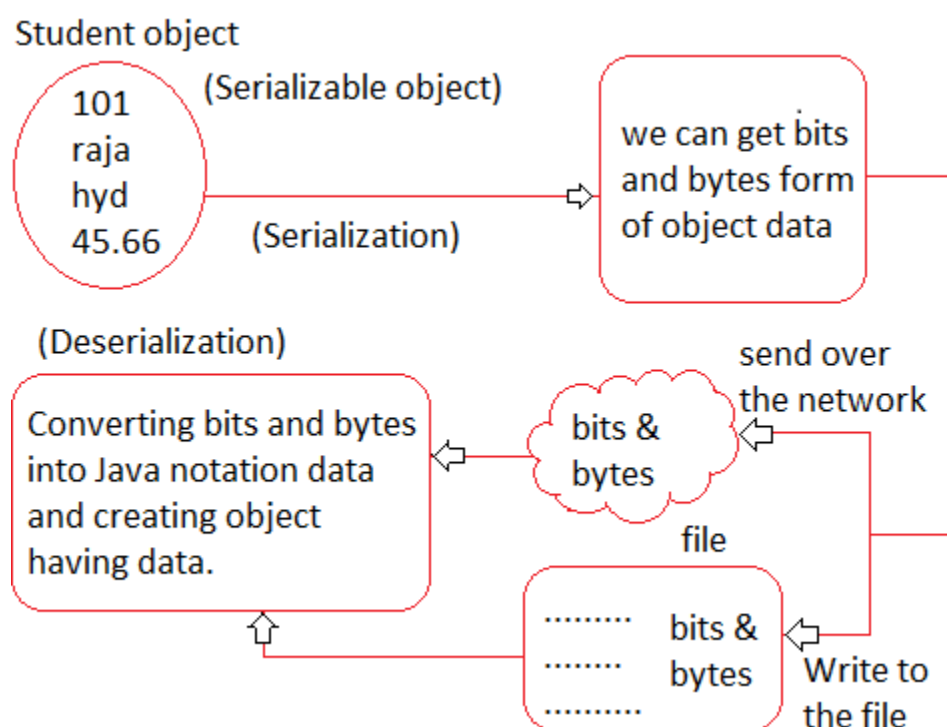 Student object
101
raja
hyd
45.66
(Serializable object)
(Serialization)
we can get bits
and bytes form
of object data
(Deserialization)
Converting bits and bytes
into Java notation data
and creating object
having data.
bits &
bytes
send over
the network
file
......... bits &
........ bytes
..........
Write to
the file